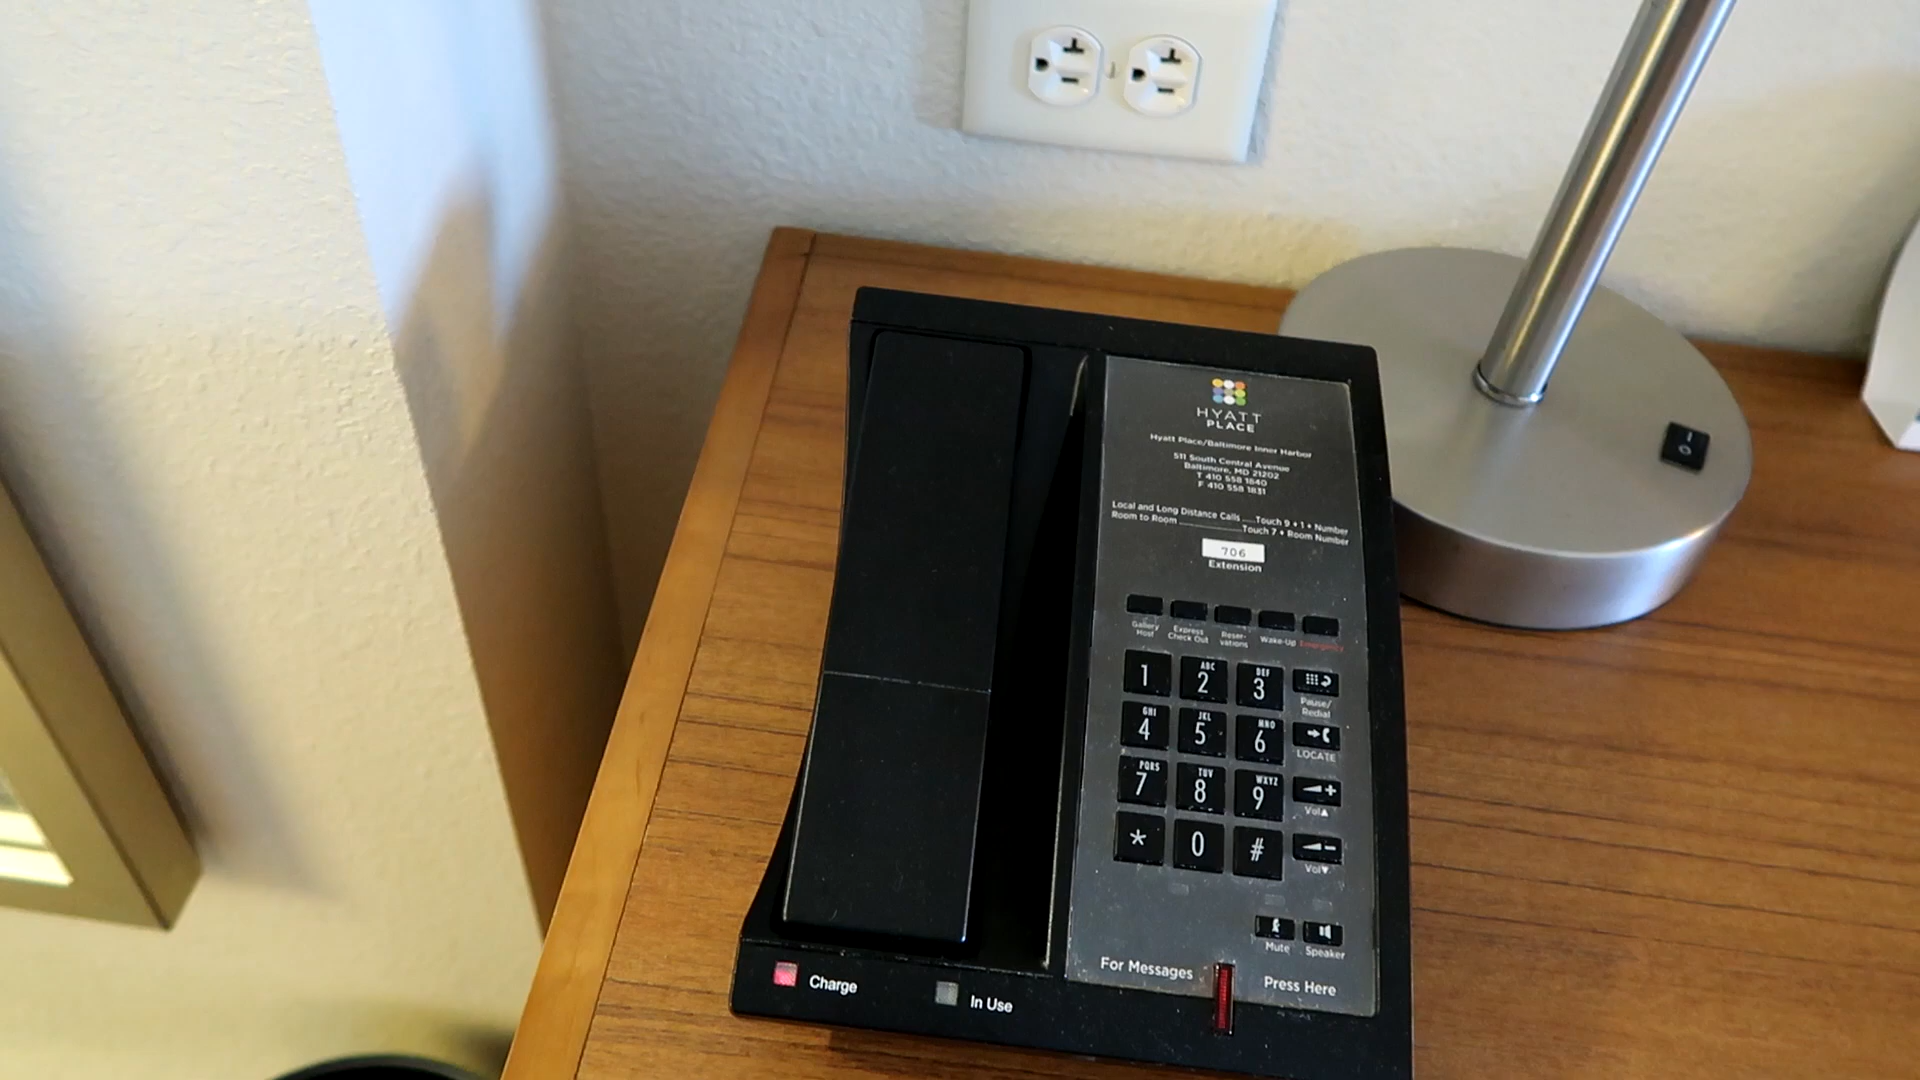 HYATT
PLACE
Hyatt Place/Baltimore Inner Harbor
511 South Central Avenue
Baltimore, MD 21202
T 410 558 1840
F 410 558 1831
Local and Long Distance Calls ..... Touch 9 + 1 + Number
Room to Room .......................... Touch 7 + Room Number
706
Extension
Gallery Host
Express Check Out
Reser-vations
Wake-Up
Emergency
1
ABC 2
DEF 3
Pause/Redial
GHI 4
JKL 5
MNO 6
LOCATE
PQRS 7
TUV 8
WXYZ 9
+
Vol▲
*
0
#
−
Vol▼
Mute
Speaker
For Messages
Press Here
Charge
In Use
I
O